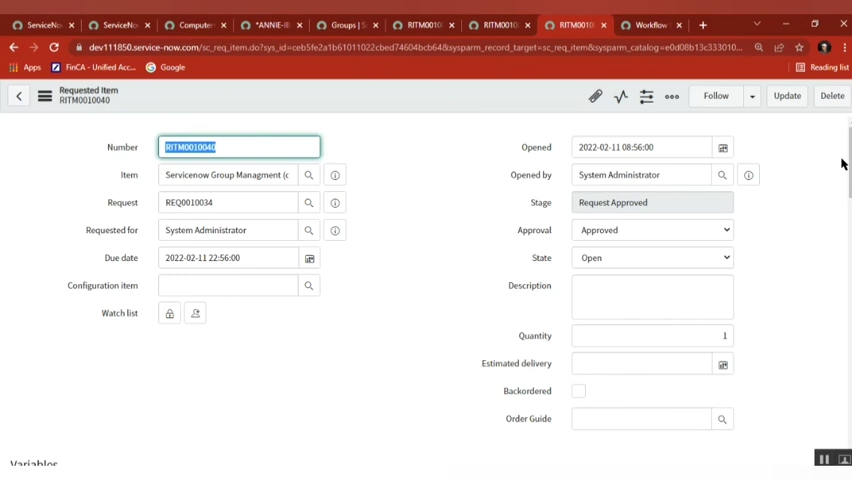 ServiceNo
ServiceNo
Computer
*ANNIE-IE
Groups | S
RITM0010
RITM0010
RITM0010
Workflow
dev111850.service-now.com/sc_req_item.do?sys_id=ceb5fe2a1b61011022cbed74604bcb64&sysparm_record_target=sc_req_item&sysparm_catalog=e0d08b13c333010...
Apps
FinCA - Unified Acc...
Google
Reading list
Requested Item
RITM0010040
Follow
Update
Delete
Number
RITM0010040
Item
Servicenow Group Managment (c
Request
REQ0010034
Requested for
System Administrator
Due date
2022-02-11 22:56:00
Configuration item
Watch list
Opened
2022-02-11 08:56:00
Opened by
System Administrator
Stage
Request Approved
Approval
Approved
State
Open
Description
Quantity
1
Estimated delivery
Backordered
Order Guide
Variables